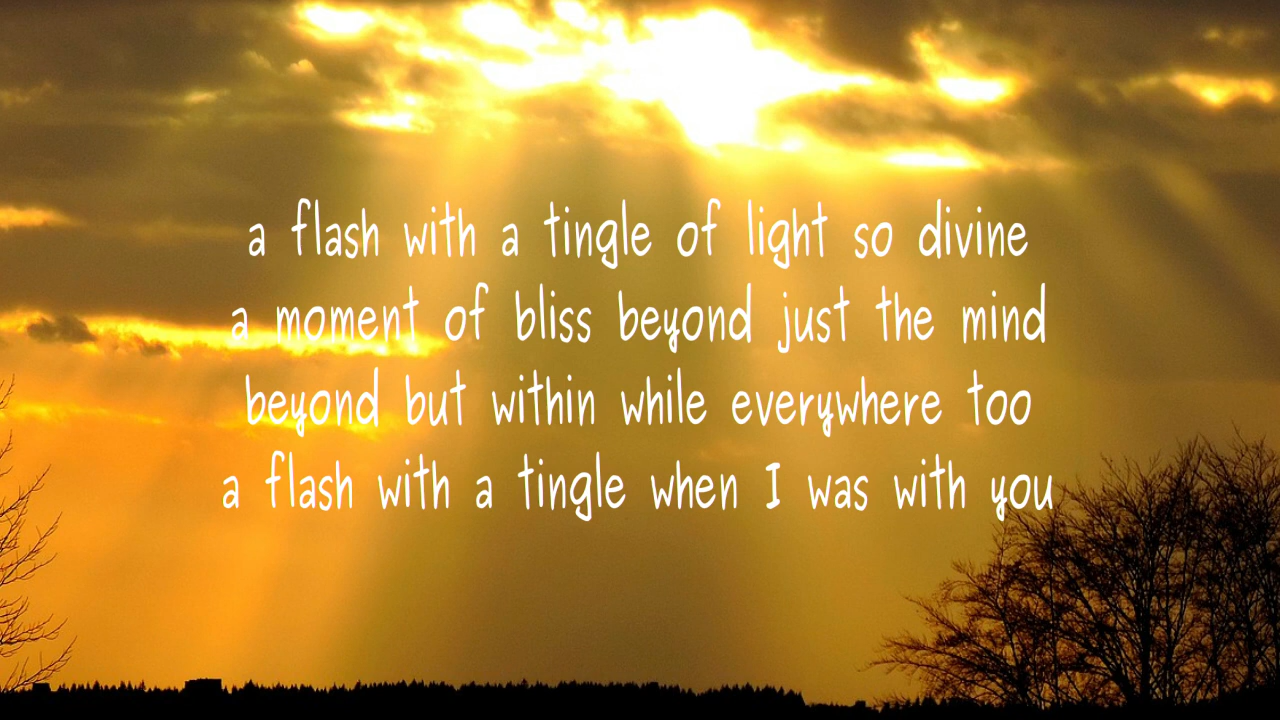 a flash with a tingle of light so divine
a moment of bliss beyond just the mind
beyond but within while everywhere too
a flash with a tingle when I was with you